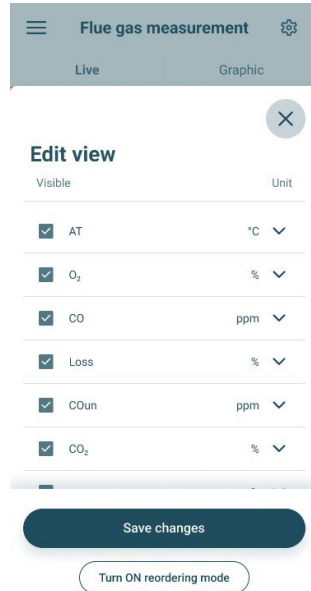 Flue gas measurement
Live Graphic
Edit view
Visible Unit
AT °C
O₂ %
CO ppm
Loss %
COun ppm
CO₂ %
Save changes
Turn ON reordering mode